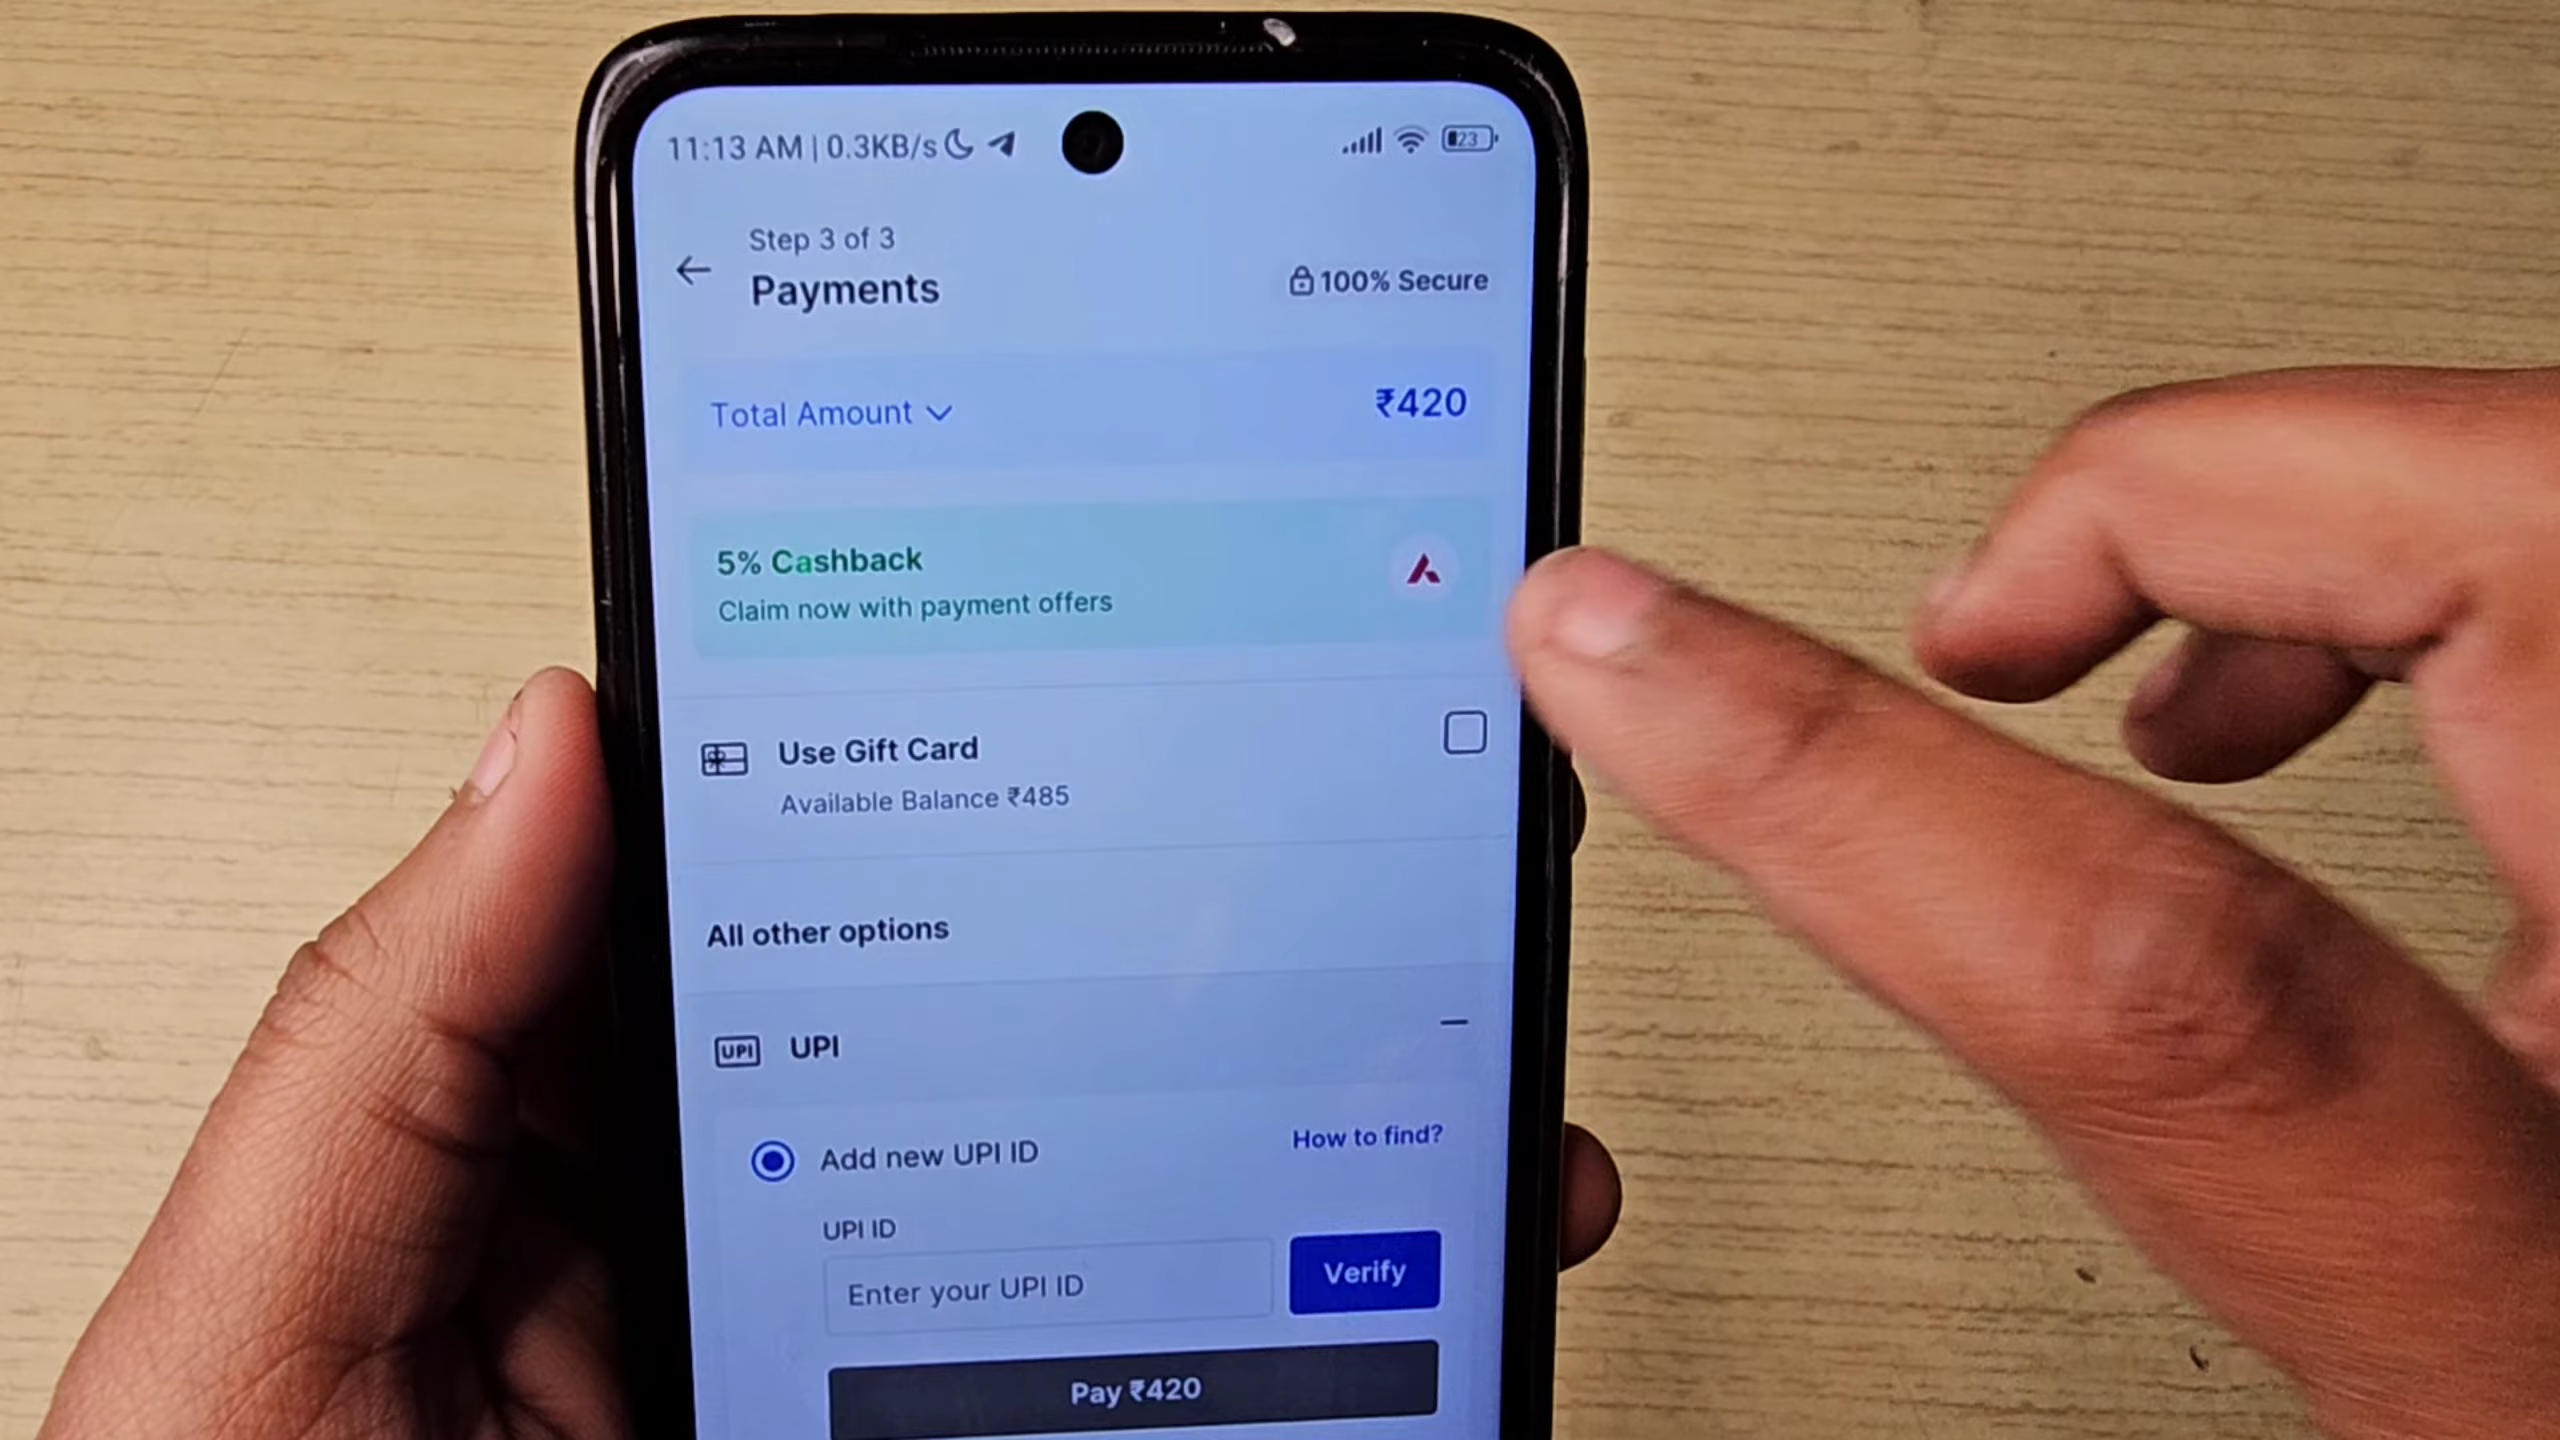 11:13 AM | 0.3KB/s
23
Step 3 of 3
Payments
100% Secure
Total Amount
₹420
5% Cashback
Claim now with payment offers
Use Gift Card
Available Balance ₹485
All other options
UPI UPI
Add new UPI ID
How to find?
UPI ID
Enter your UPI ID
Verify
Pay ₹420